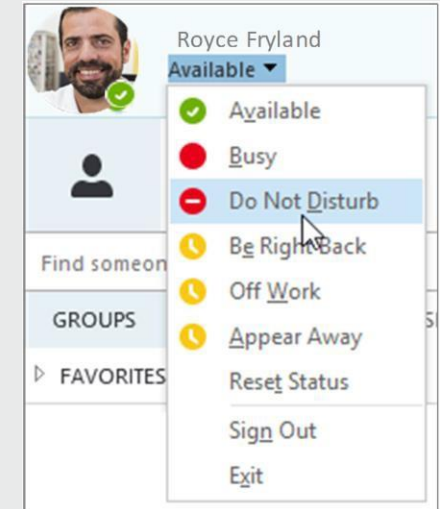 Royce Fryland
Available
Available
Busy
Do Not Disturb
Be Right Back
Find someon
Off Work
GROUPS
Appear Away
FAVORITES
Reset Status
Sign Out
Exit